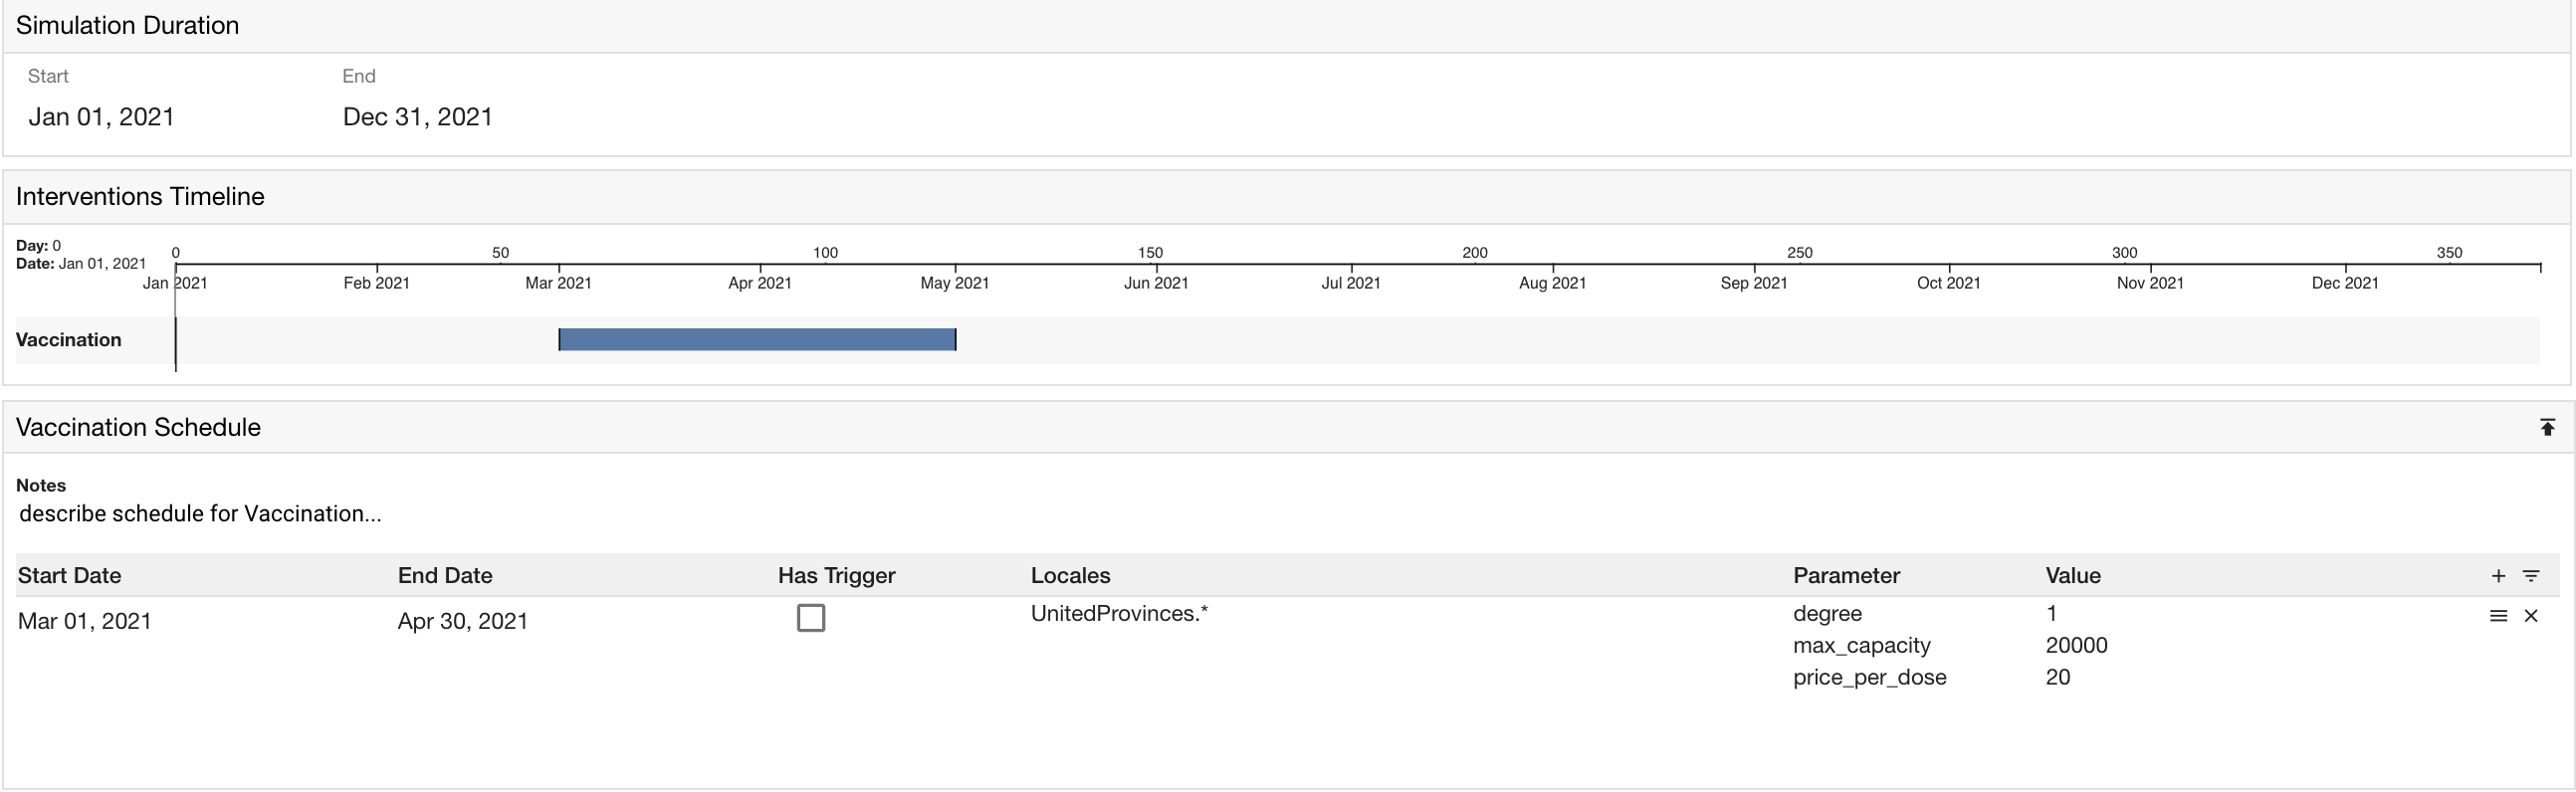 Simulation Duration
Start End
Jan 01, 2021 Dec 31, 2021
Interventions Timeline
Day: 0
Date: Jan 01, 2021
0 50 100 150 200 250 300 350
Jan 2021 Feb 2021 Mar 2021 Apr 2021 May 2021 Jun 2021 Jul 2021 Aug 2021 Sep 2021 Oct 2021 Nov 2021 Dec 2021
Vaccination
Vaccination Schedule
Notes
describe schedule for Vaccination...
Start Date End Date Has Trigger Locales Parameter Value
Mar 01, 2021 Apr 30, 2021 UnitedProvinces.* degree 1
max_capacity 20000
price_per_dose 20